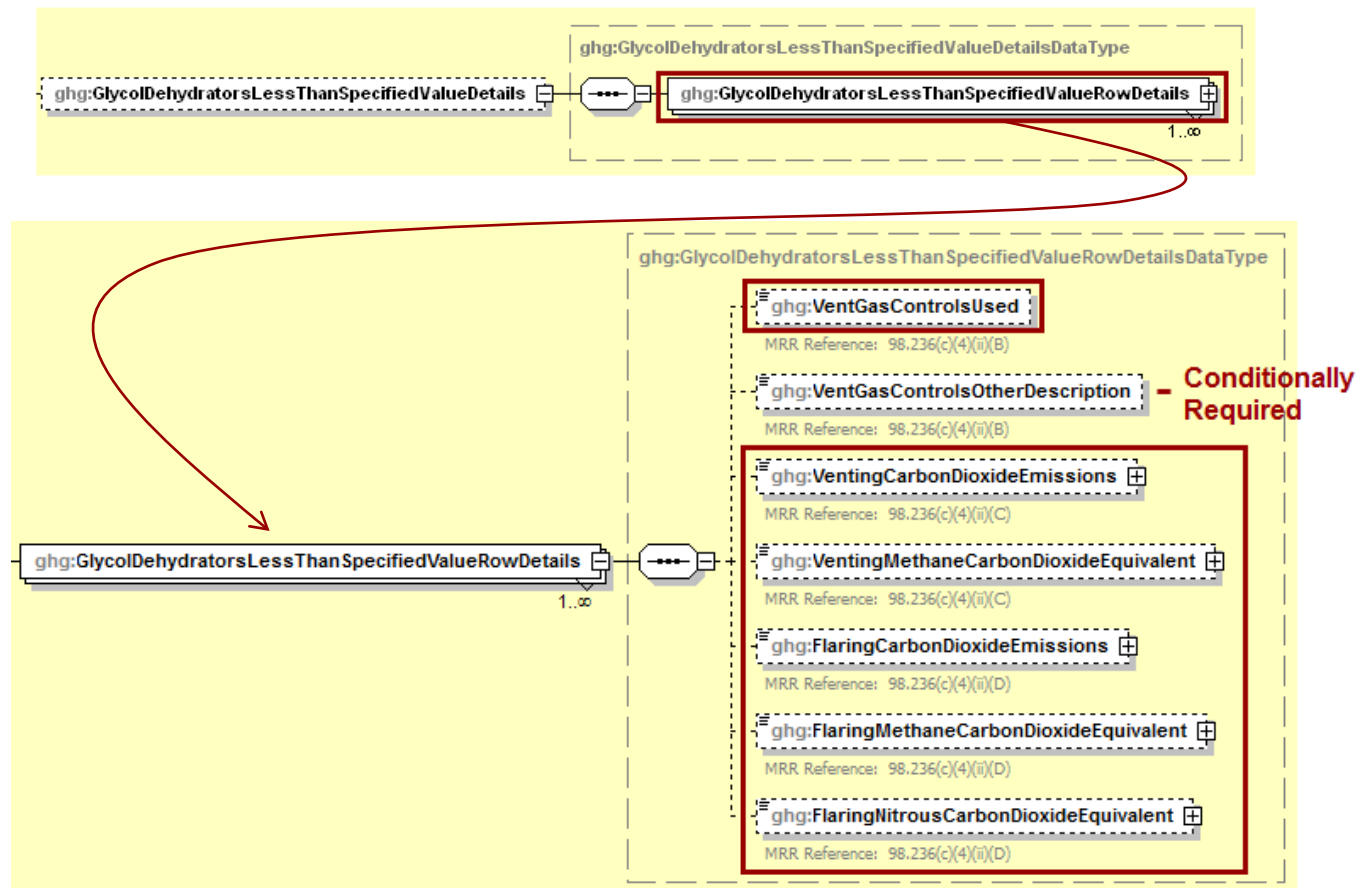 ghg:GlycolDehydratorsLessThanSpecifiedValueDetailsDataType
ghg:GlycolDehydratorsLessThanSpecifiedValueDetails
ghg:GlycolDehydratorsLessThanSpecifiedValueRowDetails
1..∞
ghg:GlycolDehydratorsLessThanSpecifiedValueRowDetailsDataType
ghg:VentGasControlsUsed
MRR Reference: 98.236(c)(4)(ii)(B)
ghg:VentGasControlsOtherDescription
- Conditionally
Required
MRR Reference: 98.236(c)(4)(ii)(B)
ghg:VentingCarbonDioxideEmissions
MRR Reference: 98.236(c)(4)(ii)(C)
ghg:GlycolDehydratorsLessThanSpecifiedValueRowDetails
1..∞
ghg:VentingMethaneCarbonDioxideEquivalent
MRR Reference: 98.236(c)(4)(ii)(C)
ghg:FlaringCarbonDioxideEmissions
MRR Reference: 98.236(c)(4)(ii)(D)
ghg:FlaringMethaneCarbonDioxideEquivalent
MRR Reference: 98.236(c)(4)(ii)(D)
ghg:FlaringNitrousCarbonDioxideEquivalent
MRR Reference: 98.236(c)(4)(ii)(D)